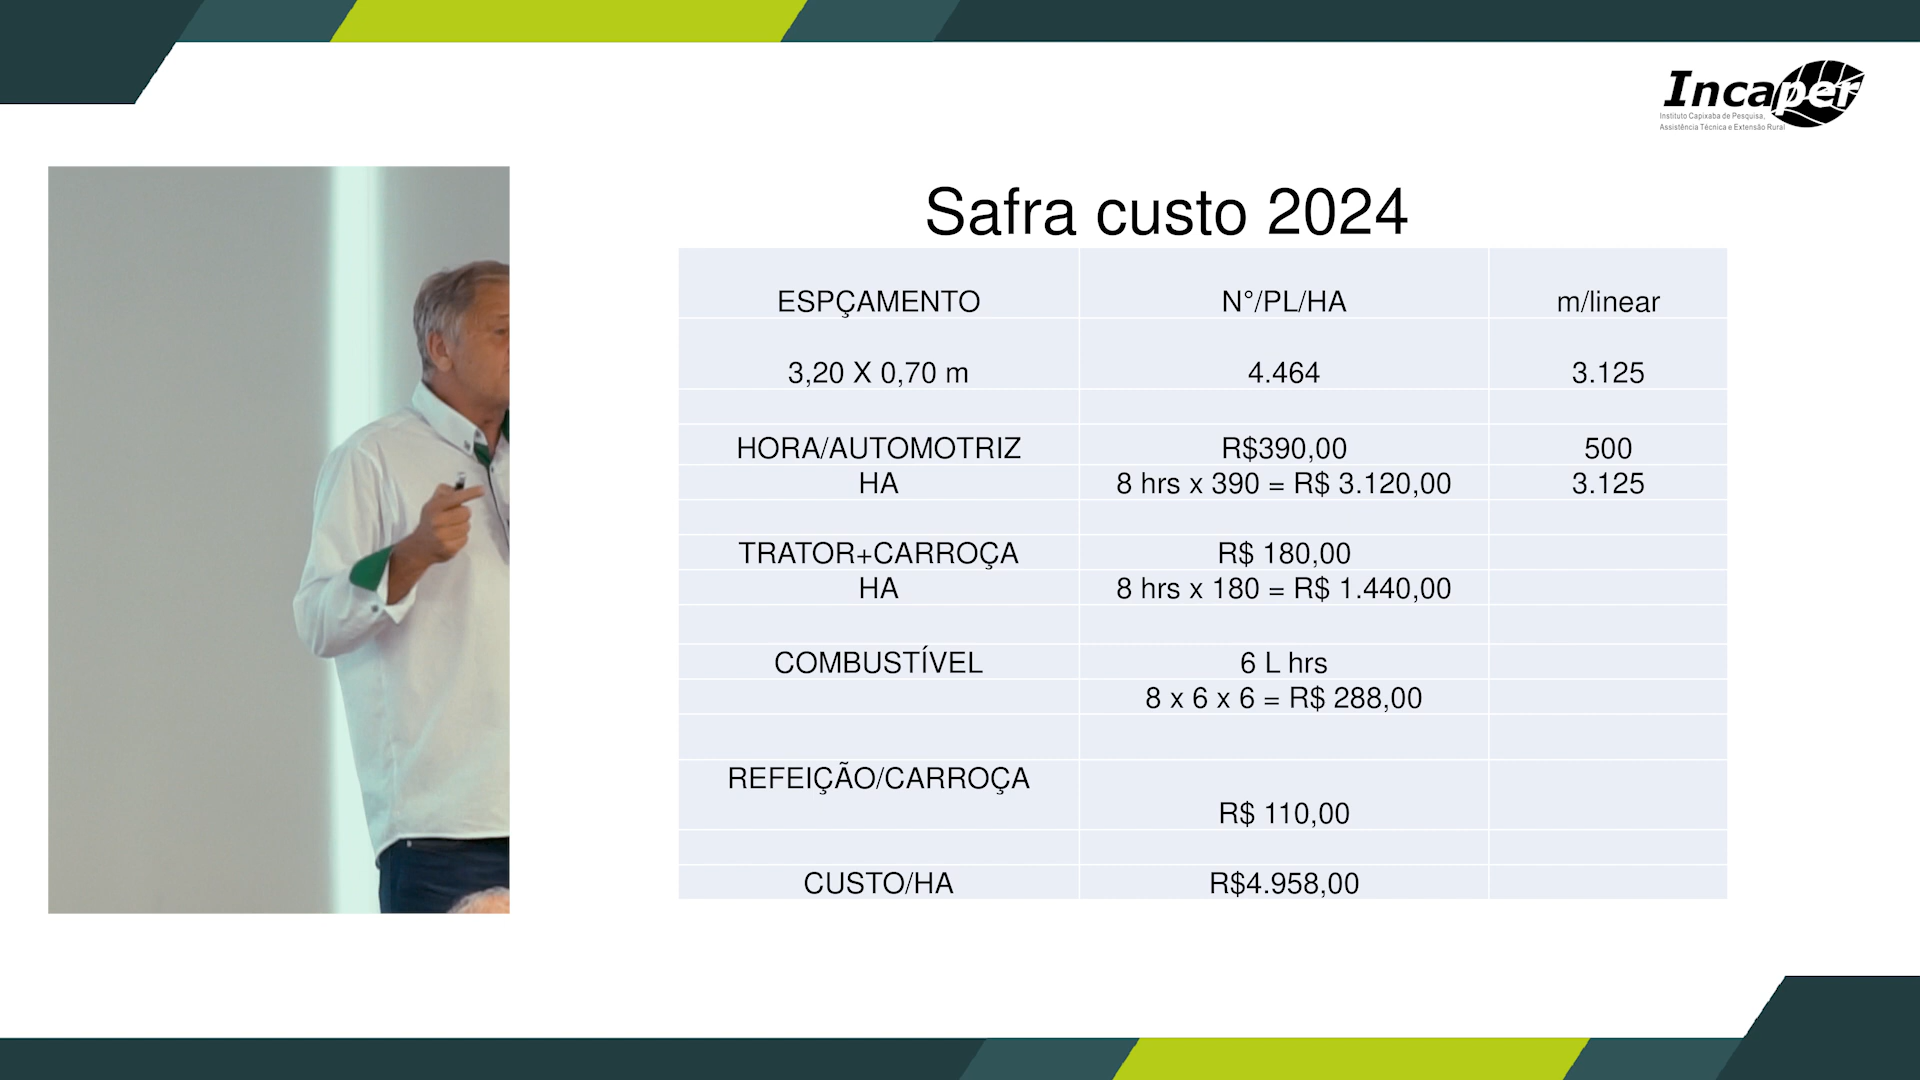 Incaper
Instituto Capixaba de Pesquisa,
Assistência Técnica e Extensão Rural
Safra custo 2024
ESPÇAMENTO N°/PL/HA m/linear
3,20 X 0,70 m 4.464 3.125
HORA/AUTOMOTRIZ R$390,00 500
HA 8 hrs x 390 = R$ 3.120,00 3.125
TRATOR+CARROÇA R$ 180,00
HA 8 hrs x 180 = R$ 1.440,00
COMBUSTÍVEL 6 L hrs
8 x 6 x 6 = R$ 288,00
REFEIÇÃO/CARROÇA
R$ 110,00
CUSTO/HA R$4.958,00